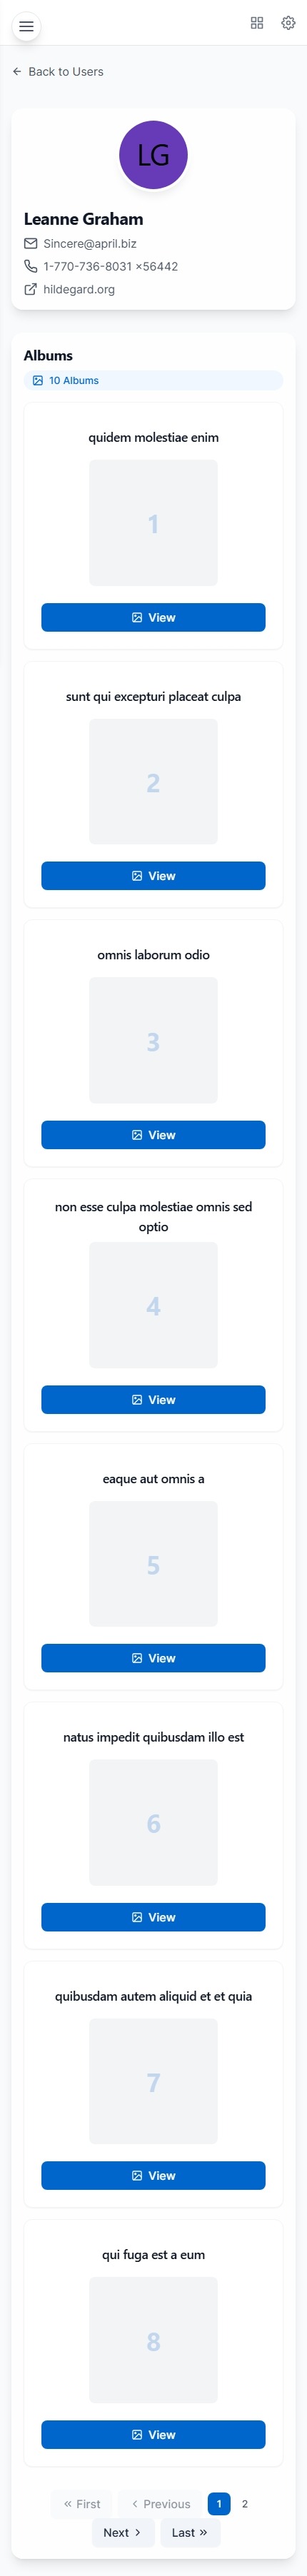 Back to Users
LG
Leanne Graham
Sincere@april.biz
1-770-736-8031 x56442
hildegard.org
Albums
10 Albums
quidem molestiae enim
1
View
sunt qui excepturi placeat culpa
2
View
omnis laborum odio
3
View
non esse culpa molestiae omnis sed
optio
4
View
eaque aut omnis a
5
View
natus impedit quibusdam illo est
6
View
quibusdam autem aliquid et et quia
7
View
qui fuga est a eum
8
View
« First ‹ Previous 1 2
Next › Last »